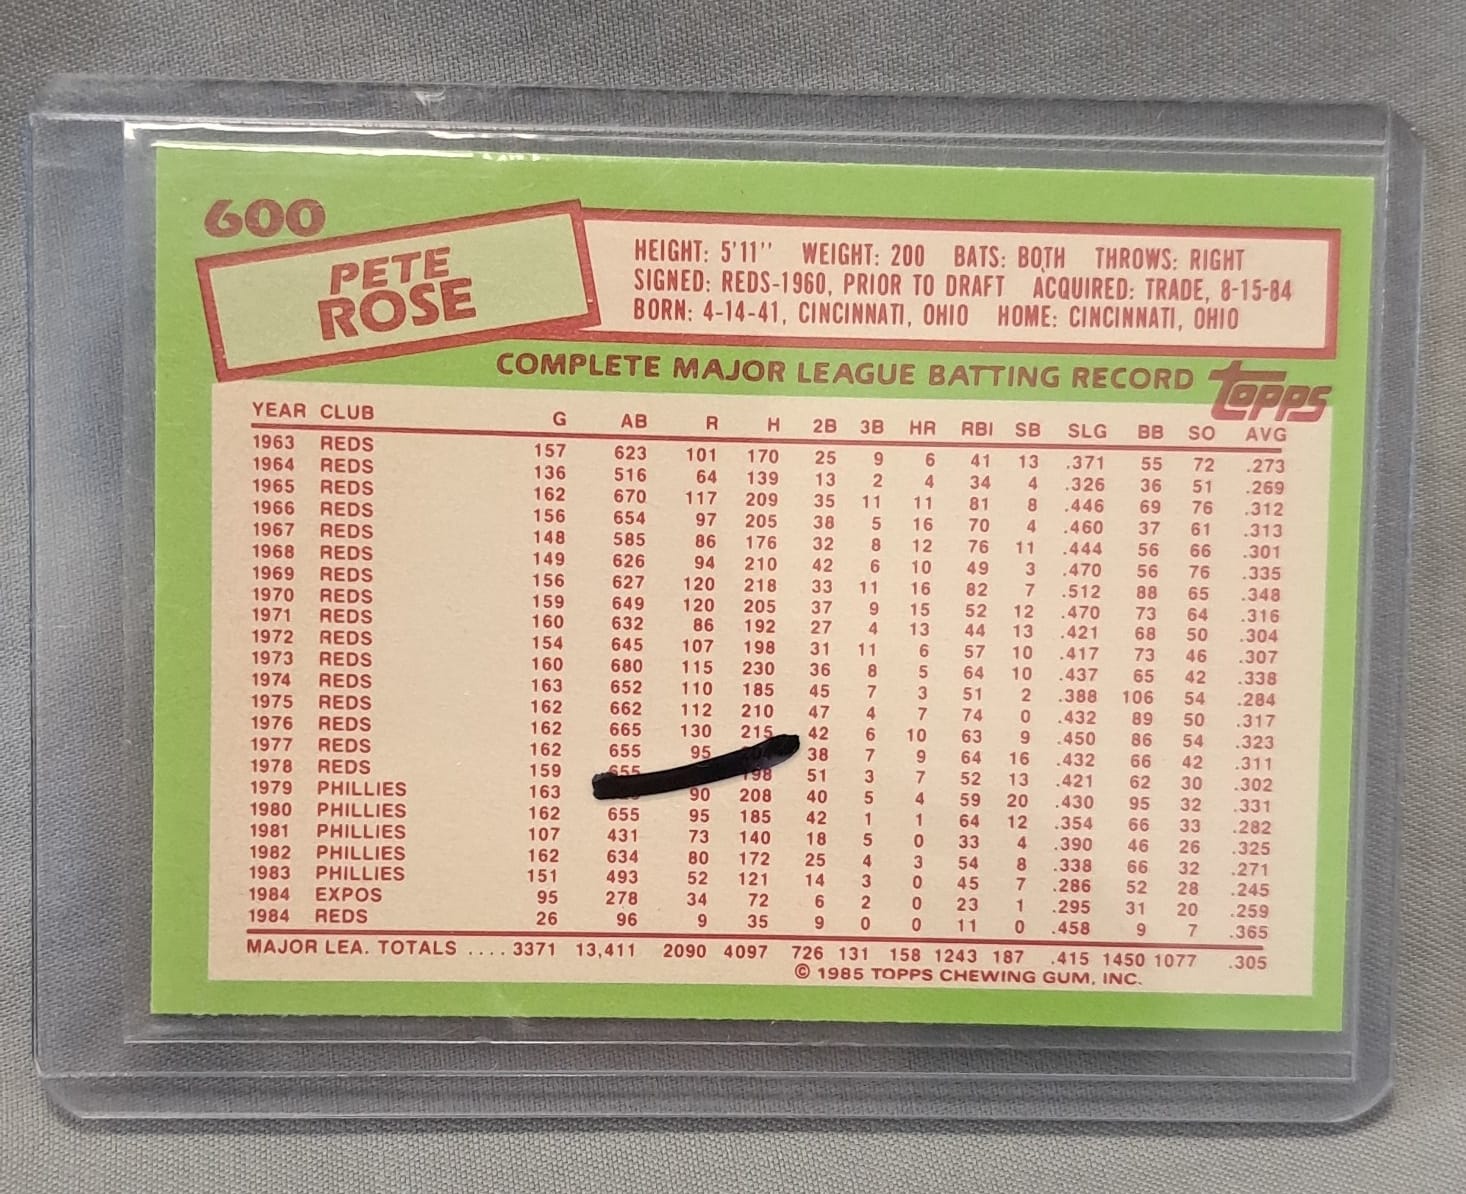 600
PETE
ROSE
HEIGHT: 5'11'' WEIGHT: 200 BATS: BOTH THROWS: RIGHT
SIGNED: REDS-1960, PRIOR TO DRAFT ACQUIRED: TRADE, 8-15-84
BORN: 4-14-41, CINCINNATI, OHIO HOME: CINCINNATI, OHIO
COMPLETE MAJOR LEAGUE BATTING RECORD
topps
YEAR CLUB G AB R H 2B 3B HR RBI SB SLG BB SO AVG
1963 REDS 157 623 101 170 25 9 6 41 13 .371 55 72 .273
1964 REDS 136 516 64 139 13 2 4 34 4 .326 36 51 .269
1965 REDS 162 670 117 209 35 11 11 81 8 .446 69 76 .312
1966 REDS 156 654 97 205 38 5 16 70 4 .460 37 61 .313
1967 REDS 148 585 86 176 32 8 12 76 11 .444 56 66 .301
1968 REDS 149 626 94 210 42 6 10 49 3 .470 56 76 .335
1969 REDS 156 627 120 218 33 11 16 82 7 .512 88 65 .348
1970 REDS 159 649 120 205 37 9 15 52 12 .470 73 64 .316
1971 REDS 160 632 86 192 27 4 13 44 13 .421 68 50 .304
1972 REDS 154 645 107 198 31 11 6 57 10 .417 73 46 .307
1973 REDS 160 680 115 230 36 8 5 64 10 .437 65 42 .338
1974 REDS 163 652 110 185 45 7 3 51 2 .388 106 54 .284
1975 REDS 162 662 112 210 47 4 7 74 0 .432 89 50 .317
1976 REDS 162 665 130 215 42 6 10 63 9 .450 86 54 .323
1977 REDS 162 655 95 38 7 9 64 16 .432 66 42 .311
1978 REDS 159 655 198 51 3 7 52 13 .421 62 30 .302
1979 PHILLIES 163 90 208 40 5 4 59 20 .430 95 32 .331
1980 PHILLIES 162 655 95 185 42 1 1 64 12 .354 66 33 .282
1981 PHILLIES 107 431 73 140 18 5 0 33 4 .390 46 26 .325
1982 PHILLIES 162 634 80 172 25 4 3 54 8 .338 66 32 .271
1983 PHILLIES 151 493 52 121 14 3 0 45 7 .286 52 28 .245
1984 EXPOS 95 278 34 72 6 2 0 23 1 .295 31 20 .259
1984 REDS 26 96 9 35 9 0 0 11 0 .458 9 7 .365
MAJOR LEA. TOTALS .... 3371 13,411 2090 4097 726 131 158 1243 187 .415 1450 1077 .305
© 1985 TOPPS CHEWING GUM, INC.